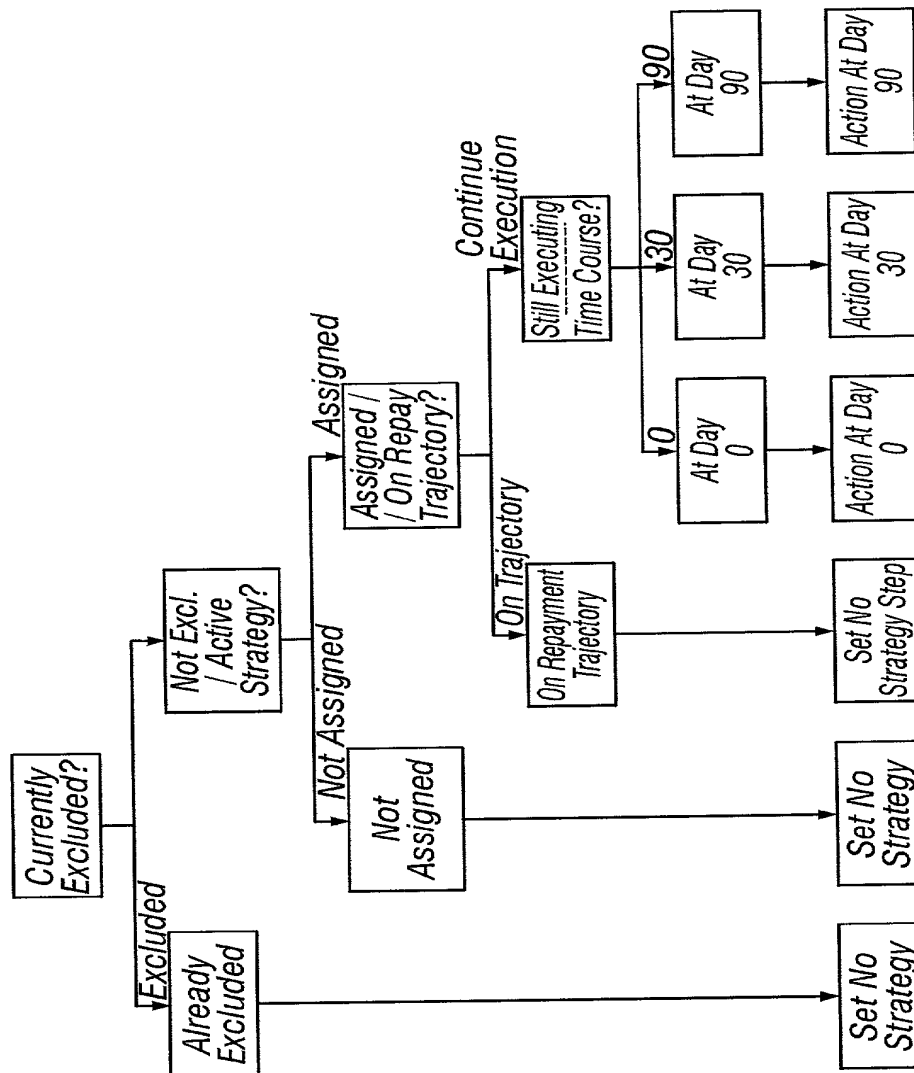 Currently
Excluded?
Excluded
Already
Excluded
Not Excl.
/ Active
Strategy?
Not Assigned
Assigned
Not
Assigned
Assigned /
/ On Repay
Trajectory?
On Trajectory
Continue
Execution
On Repayment
Trajectory
Still Executing
Time Course?
0
30
90
At Day
0
At Day
30
At Day
90
Set No
Strategy
Set No
Strategy
Set No
Strategy Step
Action At Day
0
Action At Day
30
Action At Day
90